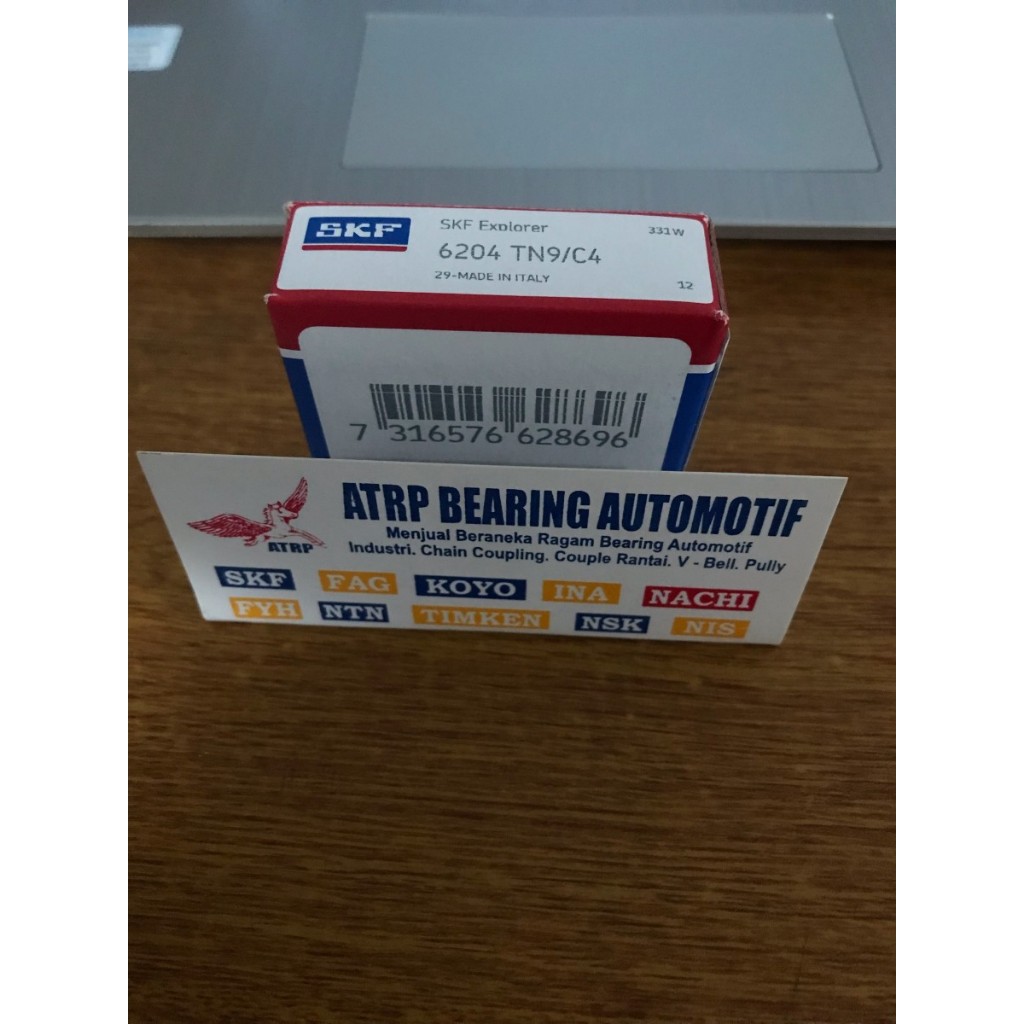 SKF
SKF Explorer
331W
6204 TN9/C4
29-MADE IN ITALY
12
7 316576 628696
ATRP
ATRP BEARING AUTOMOTIF
Menjual Beraneka Ragam Bearing Automotif
Industri. Chain Coupling. Couple Rantai. V - Bell. Pully
SKF FAG KOYO INA NACHI
FYH NTN TIMKEN NSK NIS